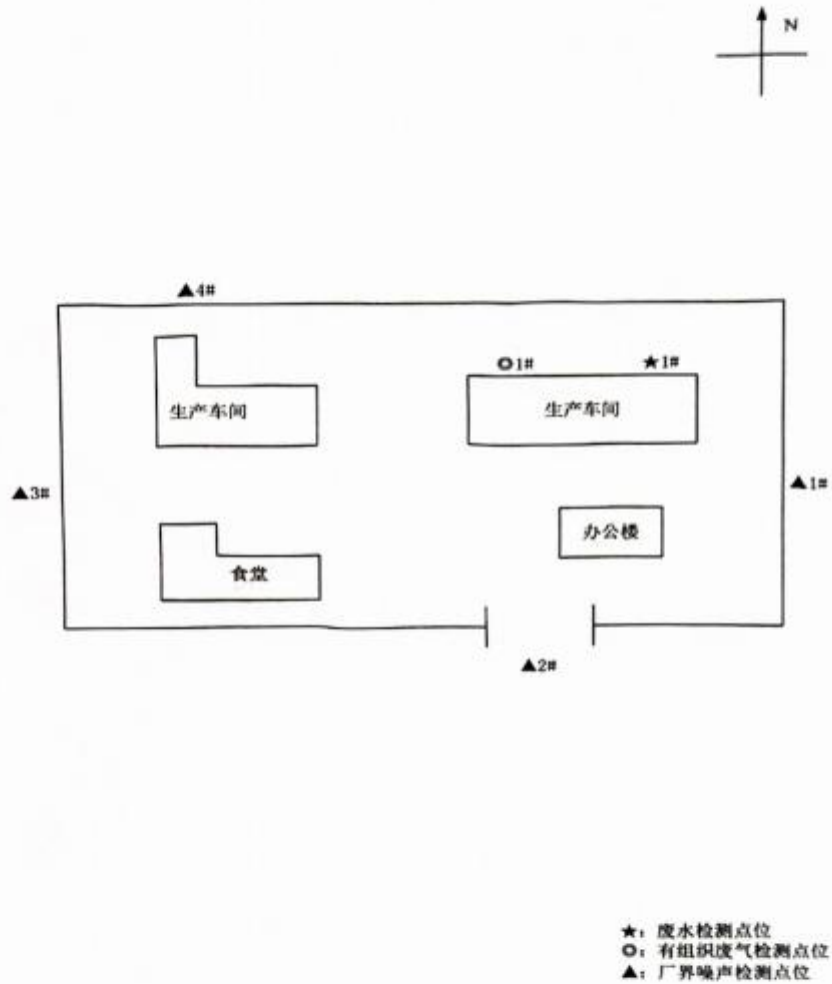 N
▲4#
○1# ★1#
生产车间 生产车间
▲3# ▲1#
办公楼
食堂
▲2#
★：废水检测点位
○：有组织废气检测点位
▲：厂界噪声检测点位